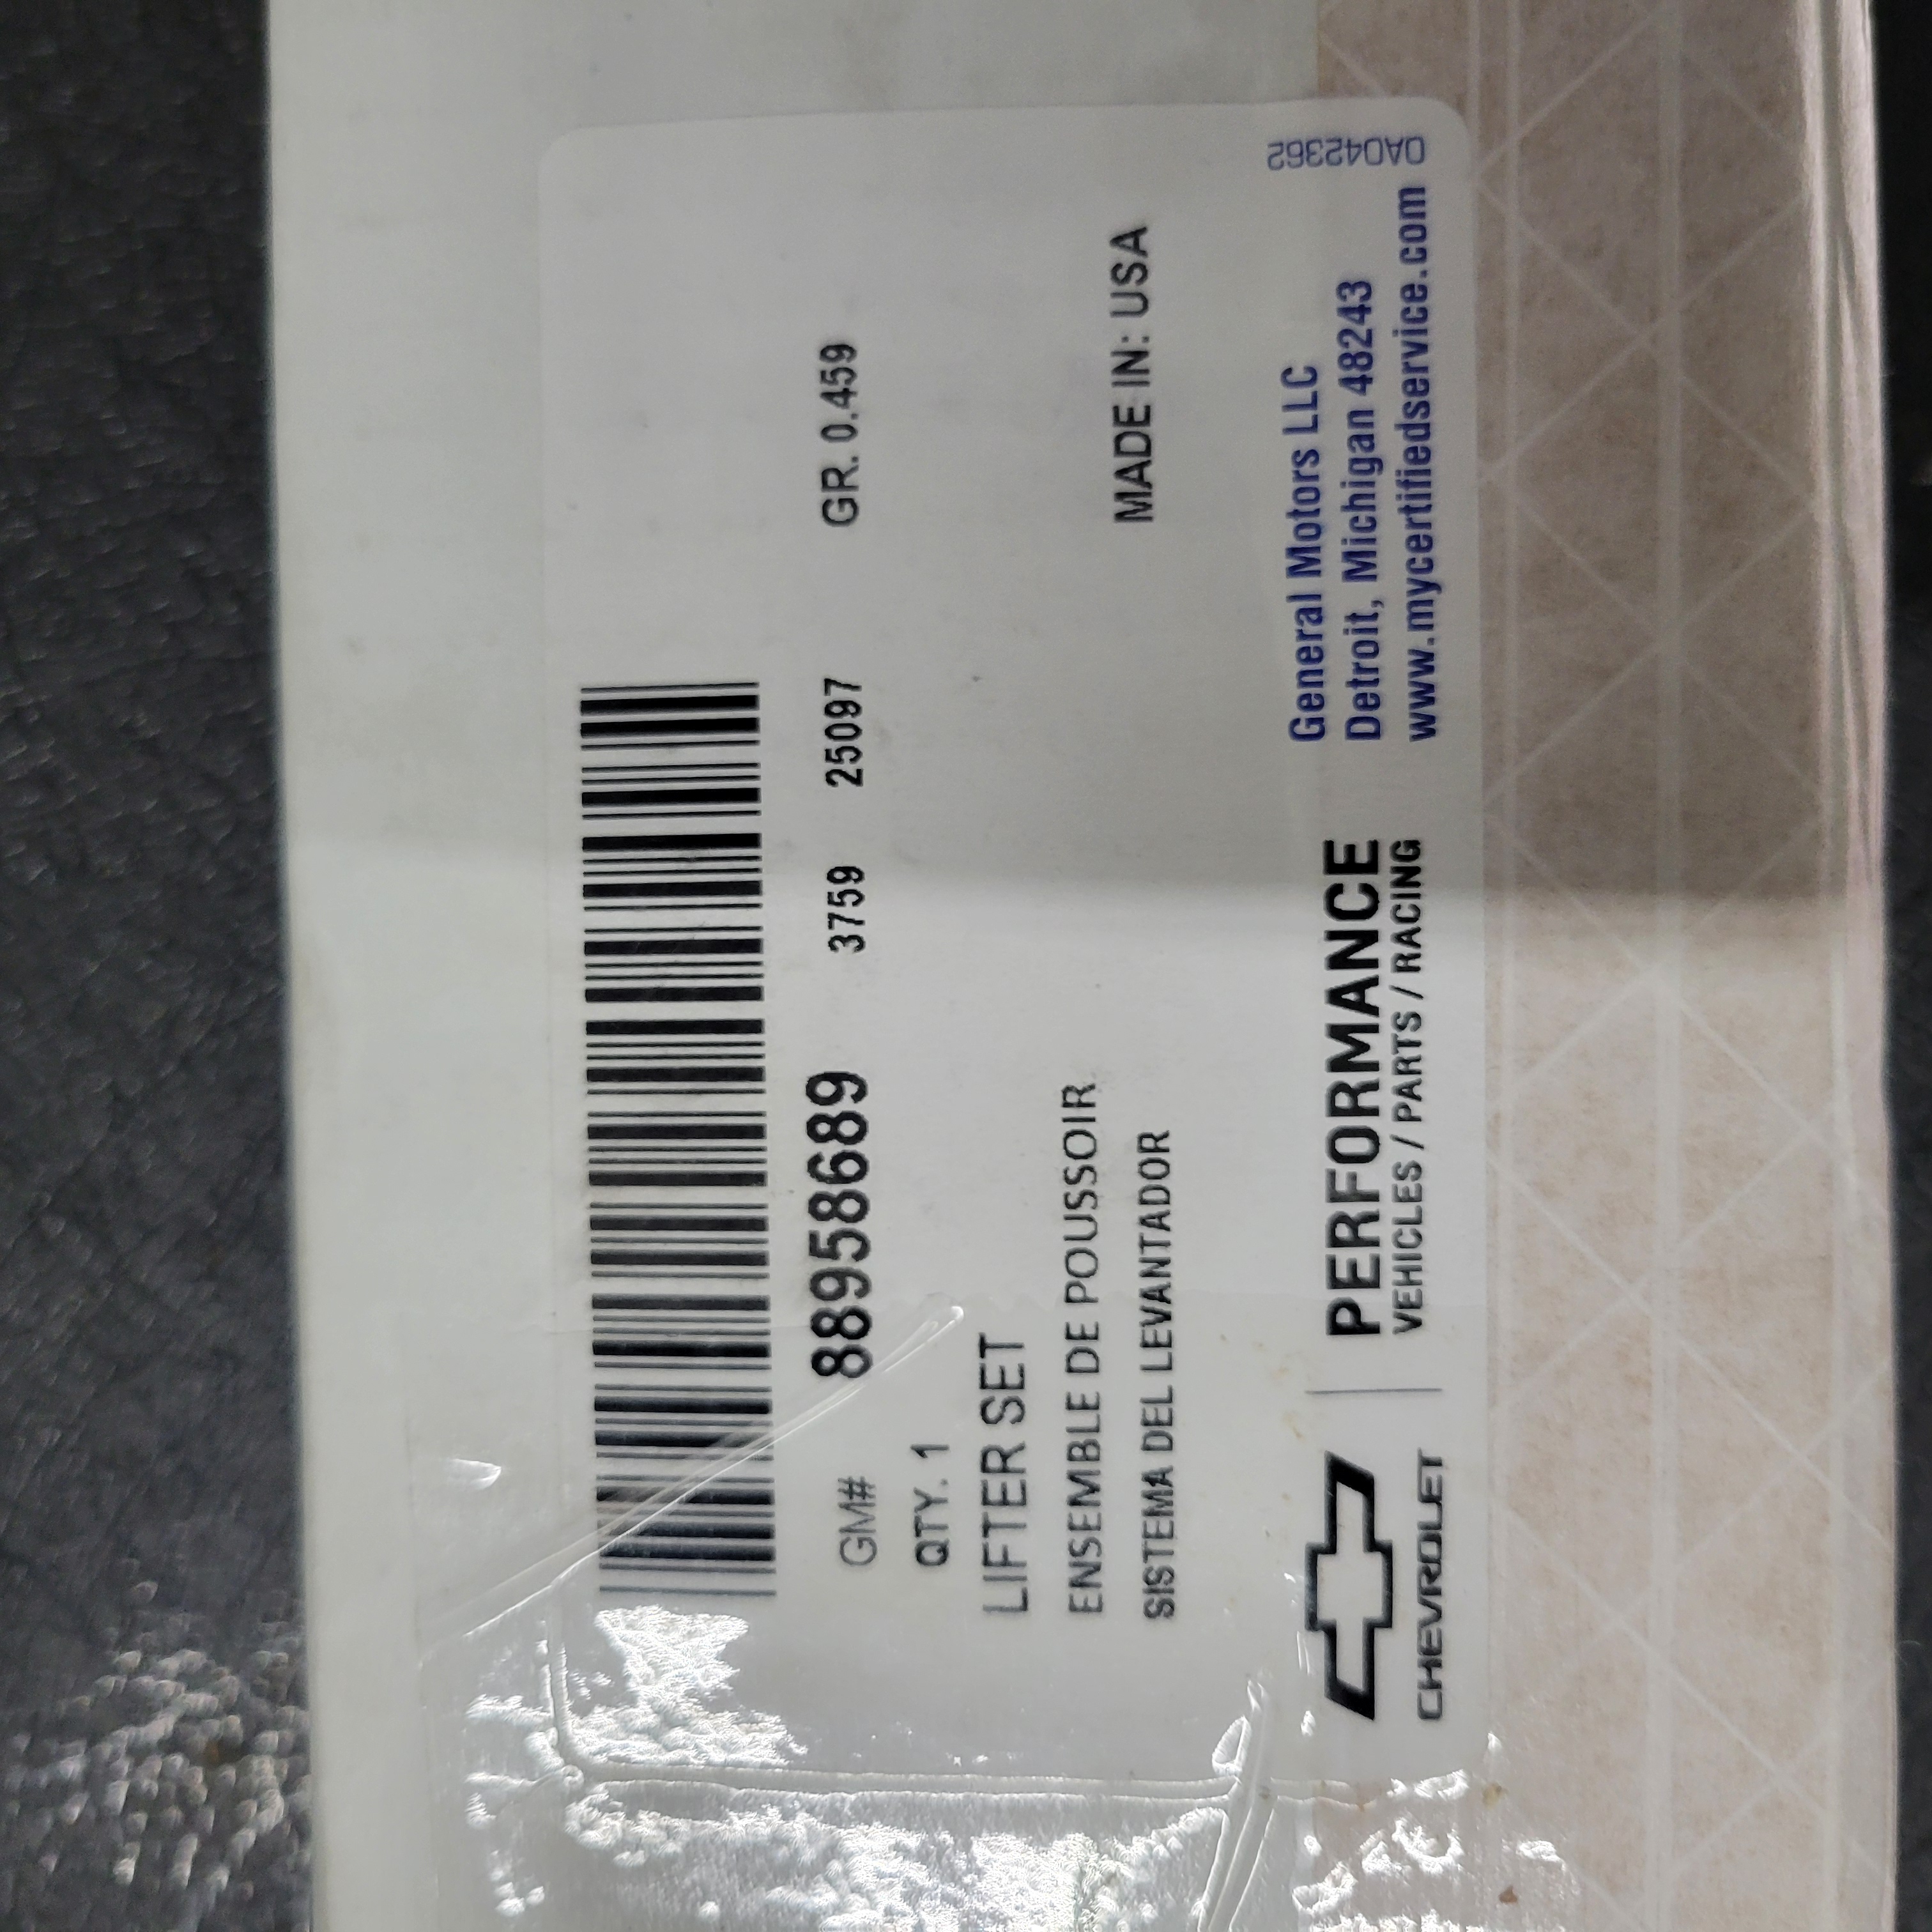 GM# 88958689 3759 25097 GR. 0.459
QTY. 1
LIFTER SET
ENSEMBLE DE POUSSOIR
SISTEMA DEL LEVANTADOR
MADE IN: USA
CHEVROLET
PERFORMANCE
VEHICLES / PARTS / RACING
General Motors LLC
Detroit, Michigan 48243
www.mycertifiedservice.com
0A042362